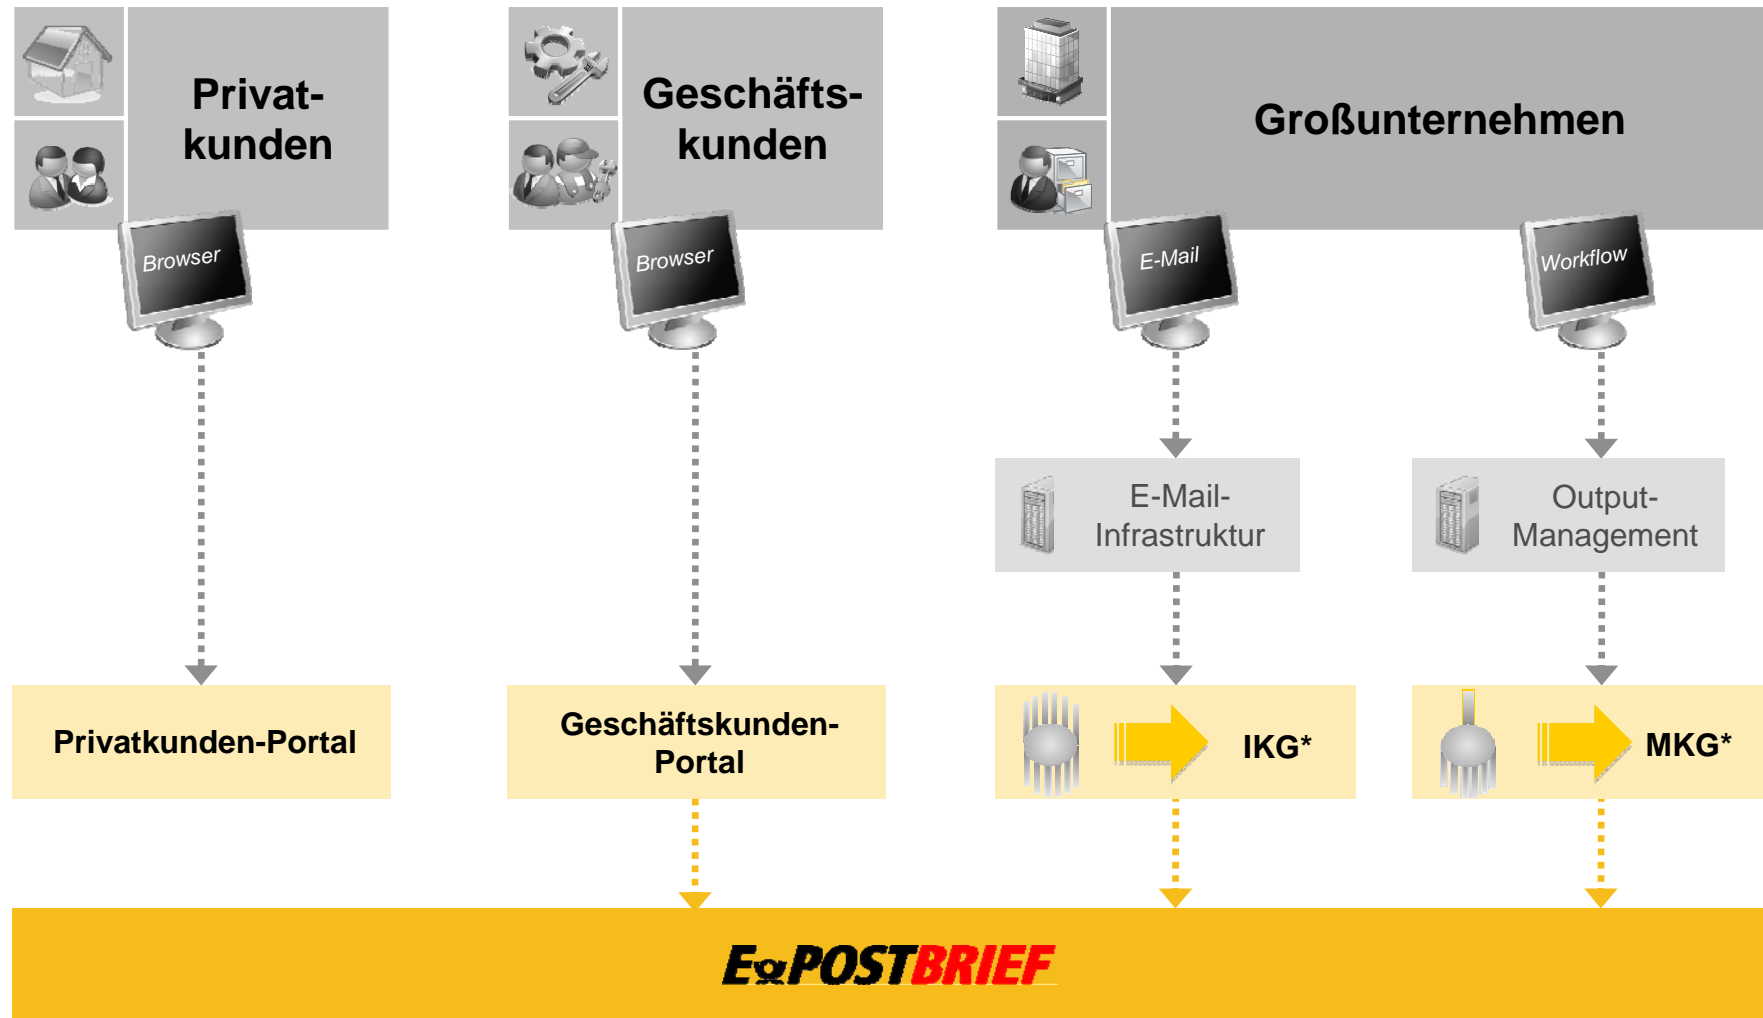 Privat-
kunden
Geschäfts-
kunden
Großunternehmen
Browser
Browser
E-Mail
Workflow
E-Mail-
Infrastruktur
Output-
Management
Privatkunden-Portal
Geschäftskunden-
Portal
IKG*
MKG*
E POSTBRIEF